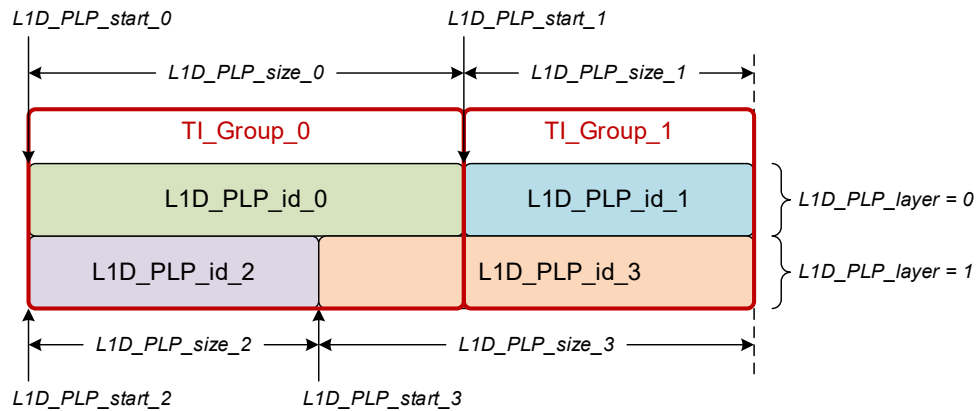 L1D_PLP_start_0
L1D_PLP_start_1
L1D_PLP_size_0
L1D_PLP_size_1
TI_Group_0
TI_Group_1
L1D_PLP_id_0
L1D_PLP_id_1
L1D_PLP_layer = 0
L1D_PLP_id_2
L1D_PLP_id_3
L1D_PLP_layer = 1
L1D_PLP_size_2
L1D_PLP_size_3
L1D_PLP_start_2
L1D_PLP_start_3